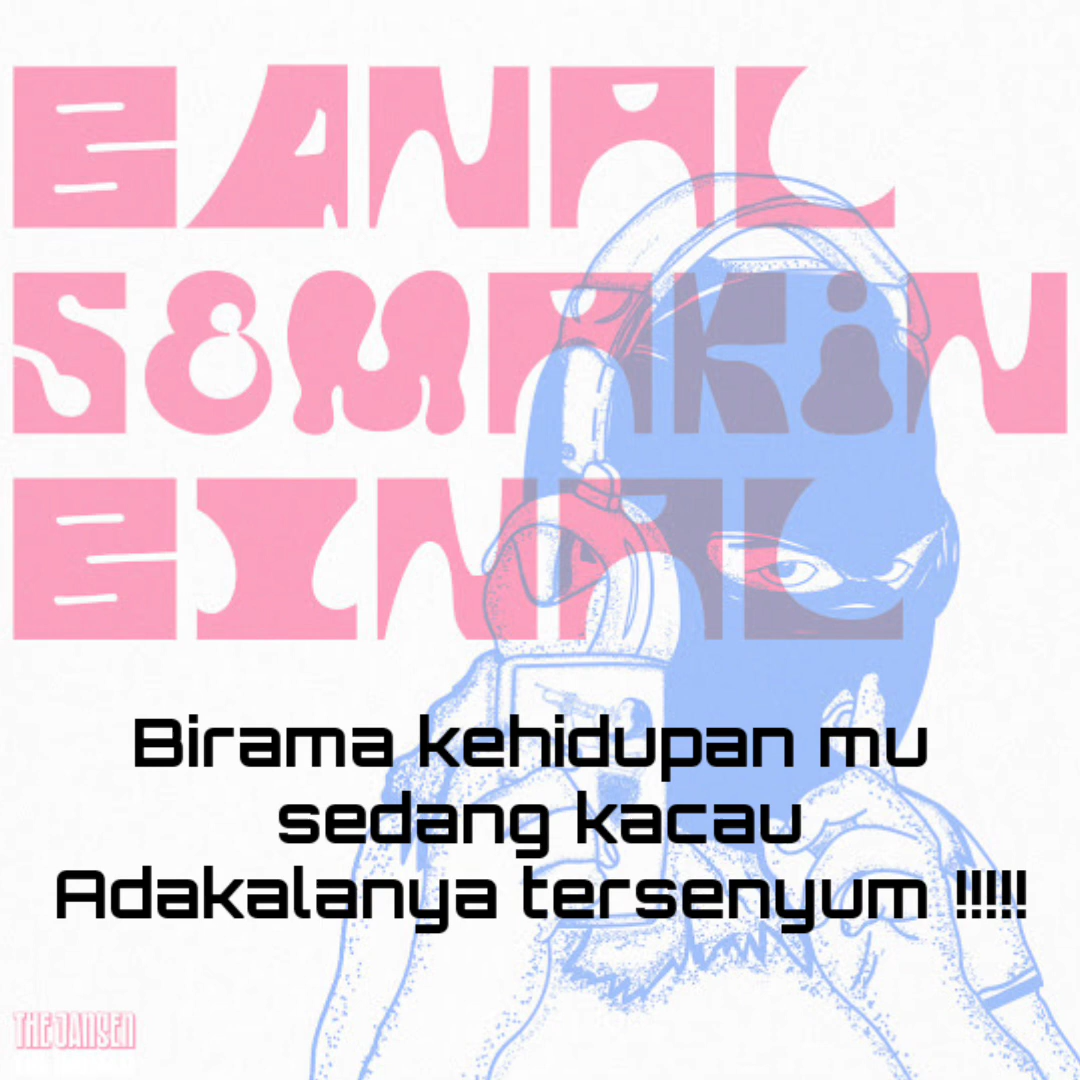 BANAL
SEMAKIN
BINAL
Birama kehidupan mu
sedang kacau
Adakalanya tersenyum !!!!!
THE JANSEN